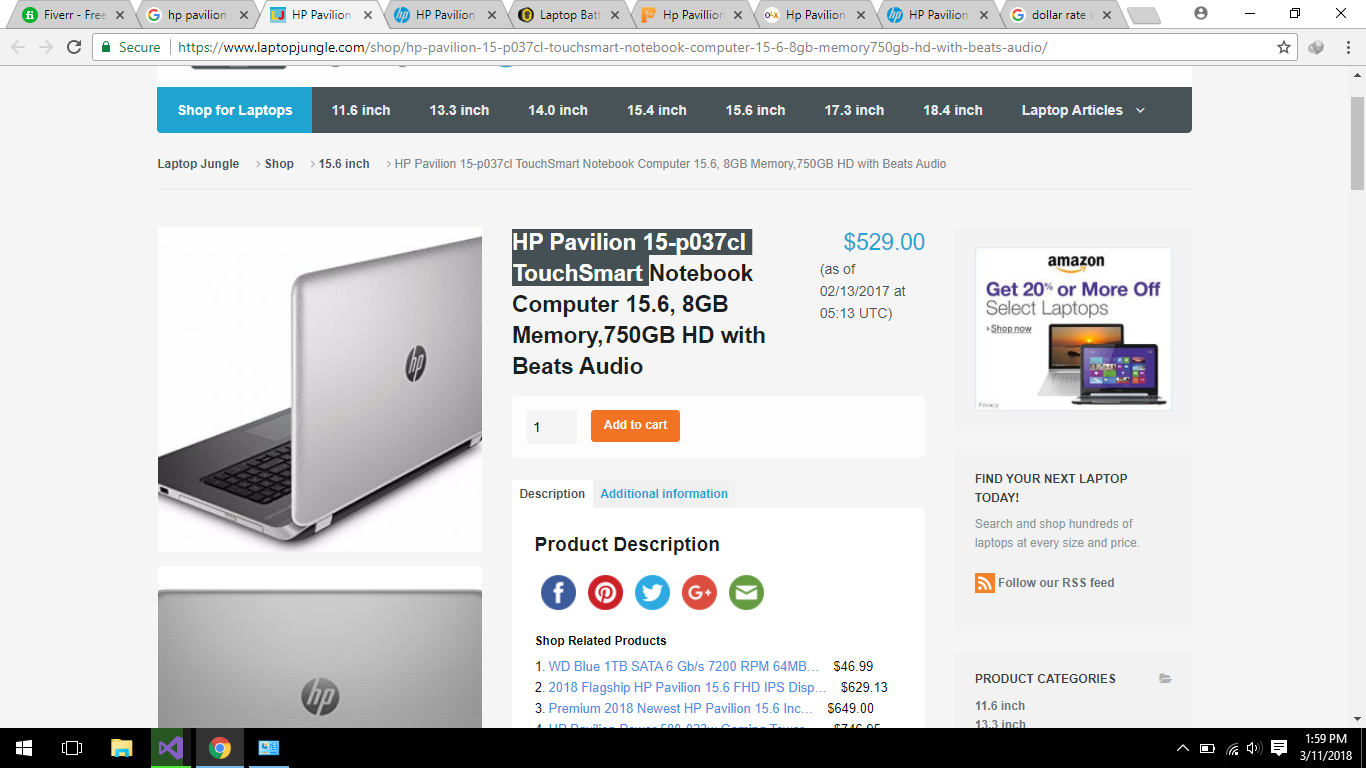 Fiverr - Free
hp pavilion
HP Pavilion
HP Pavilion
Laptop Batt
Hp Pavillion
Hp Pavilion
HP Pavilion
dollar rate
Secure
https://www.laptopjungle.com/shop/hp-pavilion-15-p037cl-touchsmart-notebook-computer-15-6-8gb-memory750gb-hd-with-beats-audio/
Shop for Laptops
11.6 inch
13.3 inch
14.0 inch
15.4 inch
15.6 inch
17.3 inch
18.4 inch
Laptop Articles
Laptop Jungle > Shop > 15.6 inch > HP Pavilion 15-p037cl TouchSmart Notebook Computer 15.6, 8GB Memory,750GB HD with Beats Audio
hp
hp
HP Pavilion 15-p037cl
TouchSmart Notebook
Computer 15.6, 8GB
Memory,750GB HD with
Beats Audio
$529.00
(as of
02/13/2017 at
05:13 UTC)
1
Add to cart
Description
Additional information
Product Description
Shop Related Products
1. WD Blue 1TB SATA 6 Gb/s 7200 RPM 64MB... $46.99
2. 2018 Flagship HP Pavilion 15.6 FHD IPS Disp... $629.13
3. Premium 2018 Newest HP Pavilion 15.6 Inc... $649.00
amazon
Get 20% or More Off
Select Laptops
Shop now
Privacy
FIND YOUR NEXT LAPTOP
TODAY!
Search and shop hundreds of
laptops at every size and price.
Follow our RSS feed
PRODUCT CATEGORIES
11.6 inch
13.3 inch
1:59 PM
3/11/2018